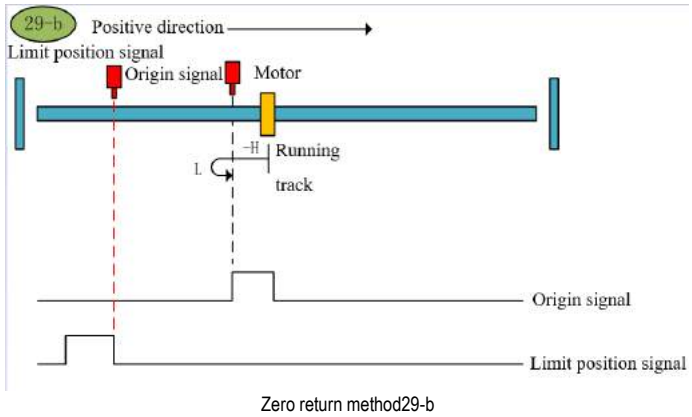 29-b
Positive direction
Limit position signal
Origin signal
Motor
-H
Running
L
track
Origin signal
Limit position signal
Zero return method29-b